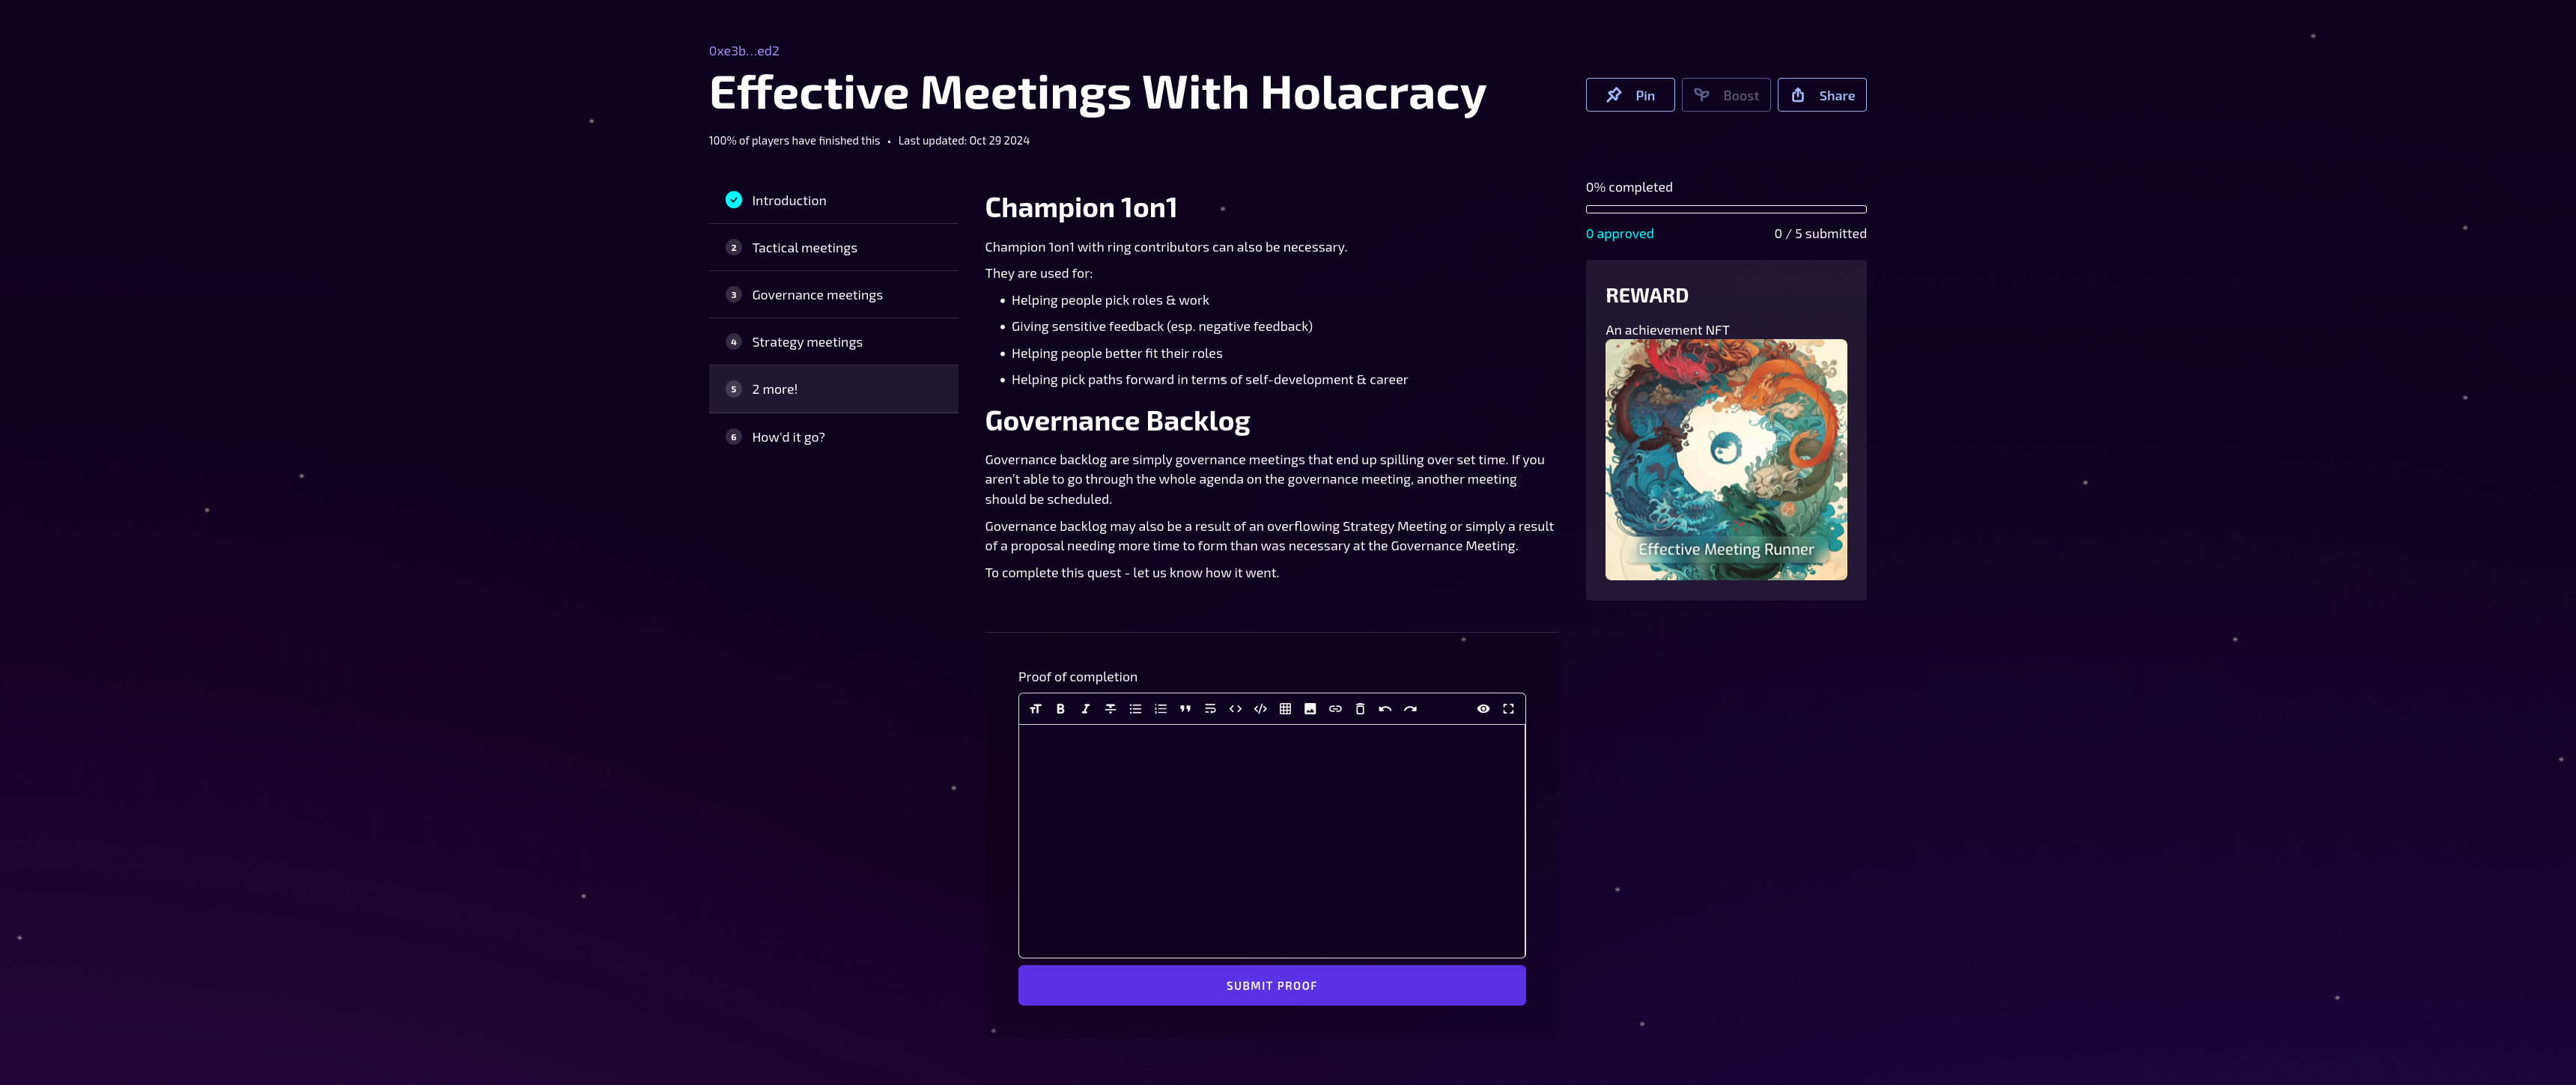 0xe3b...ed2
Effective Meetings With Holacracy
Pin
Boost
Share
100% of players have finished this • Last updated: Oct 29 2024
Introduction
2 Tactical meetings
3 Governance meetings
4 Strategy meetings
5 2 more!
6 How'd it go?
Champion 1on1
Champion 1on1 with ring contributors can also be necessary.
They are used for:
• Helping people pick roles & work
• Giving sensitive feedback (esp. negative feedback)
• Helping people better fit their roles
• Helping pick paths forward in terms of self-development & career
Governance Backlog
Governance backlog are simply governance meetings that end up spilling over set time. If you
aren't able to go through the whole agenda on the governance meeting, another meeting
should be scheduled.
Governance backlog may also be a result of an overflowing Strategy Meeting or simply a result
of a proposal needing more time to form than was necessary at the Governance Meeting.
To complete this quest - let us know how it went.
Proof of completion
SUBMIT PROOF
0% completed
0 approved
0 / 5 submitted
REWARD
An achievement NFT
Effective Meeting Runner